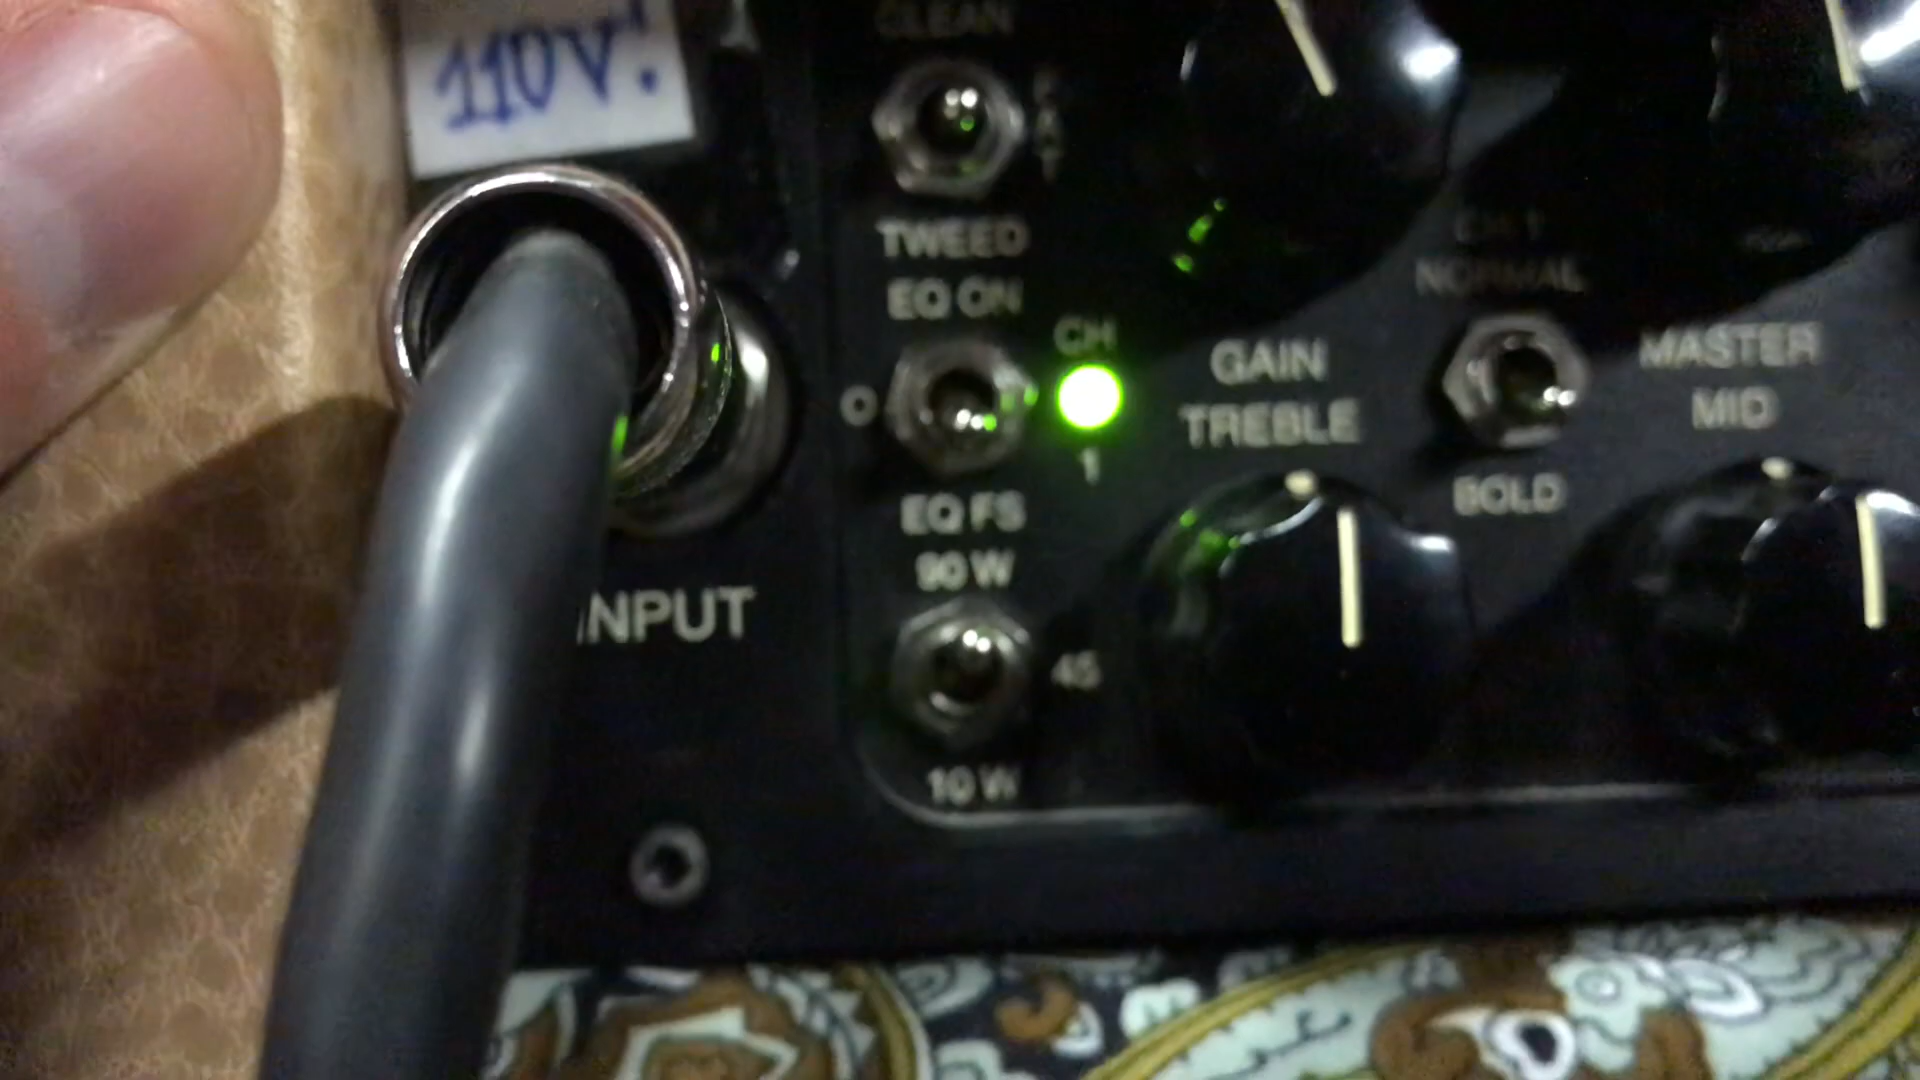 110V!
CLEAN
FAT
TWEED
EQ ON
CH
O
1
EQ FS
90 W
45
10 W
INPUT
GAIN
TREBLE
CH 1
NORMAL
BOLD
MASTER
MID